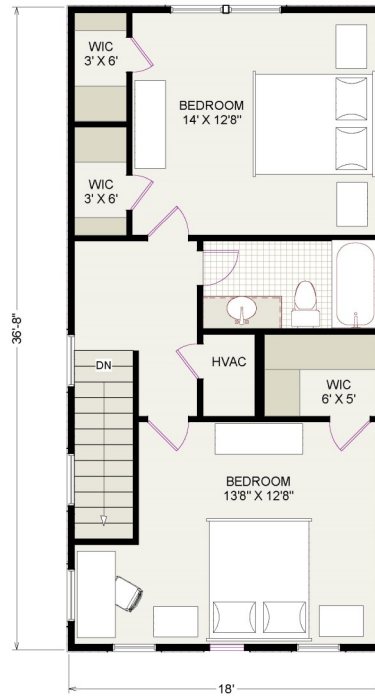 WIC
3' X 6'
BEDROOM
14' X 12'8"
WIC
3' X 6'
36'-8"
DN
HVAC
WIC
6' X 5'
BEDROOM
13'8" X 12'8"
18'